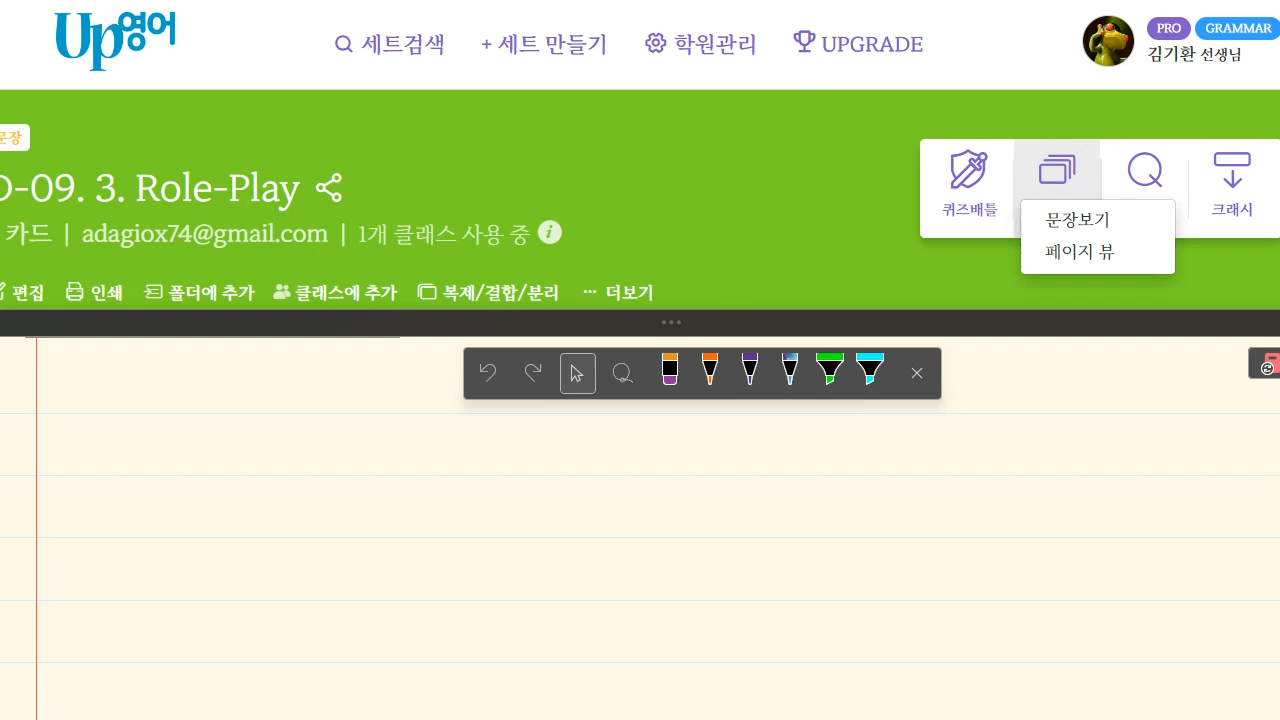 Up영어
세트검색
+ 세트 만들기
학원관리
UPGRADE
PRO
GRAMMAR
김기환 선생님
문장
-09. 3. Role-Play
카드 | adagiox74@gmail.com | 1개 클래스 사용 중
편집
인쇄
폴더에 추가
클래스에 추가
복제/결합/분리
더보기
퀴즈배틀
크래시
문장보기
페이지 뷰